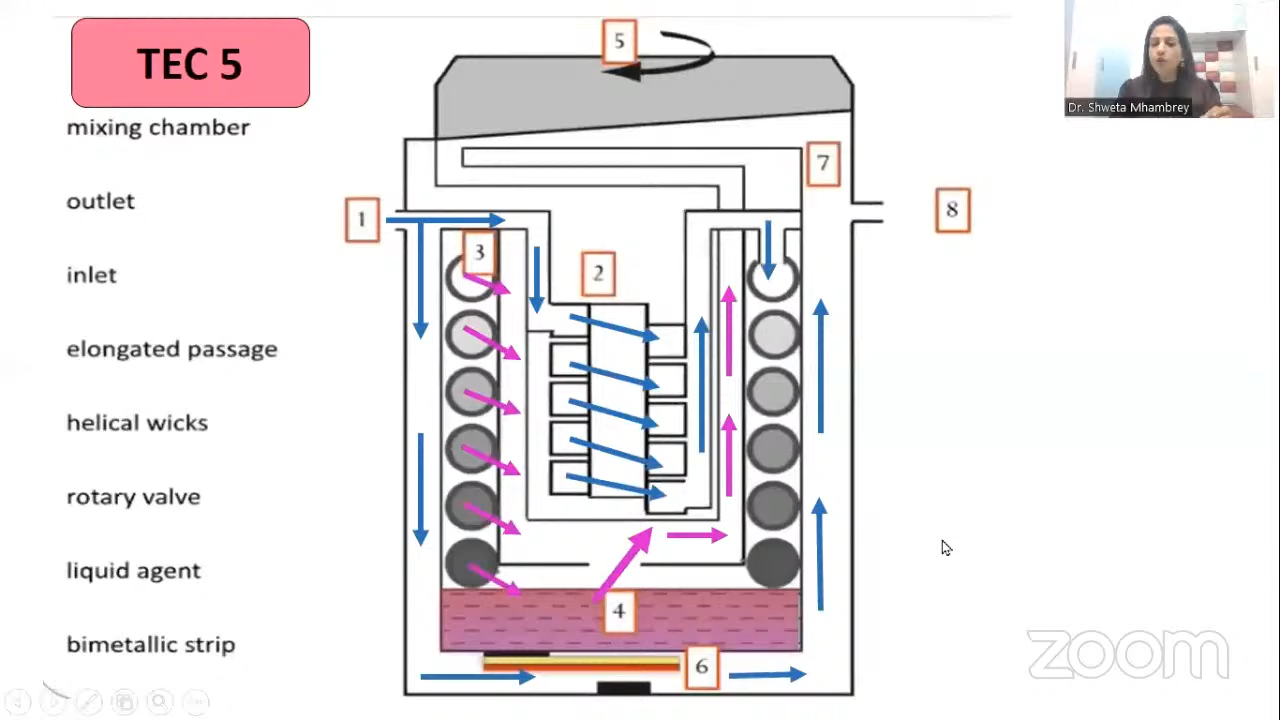 TEC 5
mixing chamber
outlet
inlet
elongated passage
helical wicks
rotary valve
liquid agent
bimetallic strip
5
7
1
8
3
2
4
6
Dr. Shweta Mhambrey
zoom